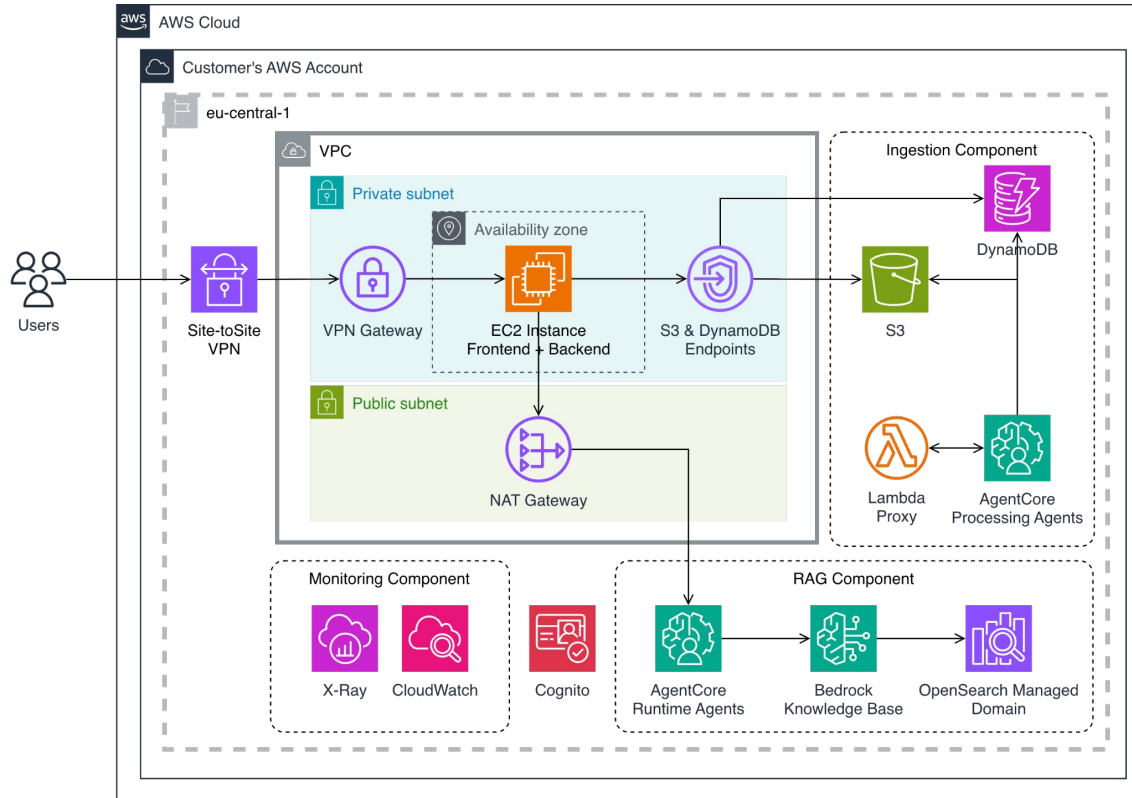 aws
AWS Cloud
Customer's AWS Account
eu-central-1
VPC
Ingestion Component
Private subnet
Availability zone
DynamoDB
Users
Site-toSite
VPN
VPN Gateway
EC2 Instance
Frontend + Backend
S3 & DynamoDB
Endpoints
S3
Public subnet
NAT Gateway
Lambda
Proxy
AgentCore
Processing Agents
Monitoring Component
RAG Component
X-Ray
CloudWatch
Cognito
AgentCore
Runtime Agents
Bedrock
Knowledge Base
OpenSearch Managed
Domain